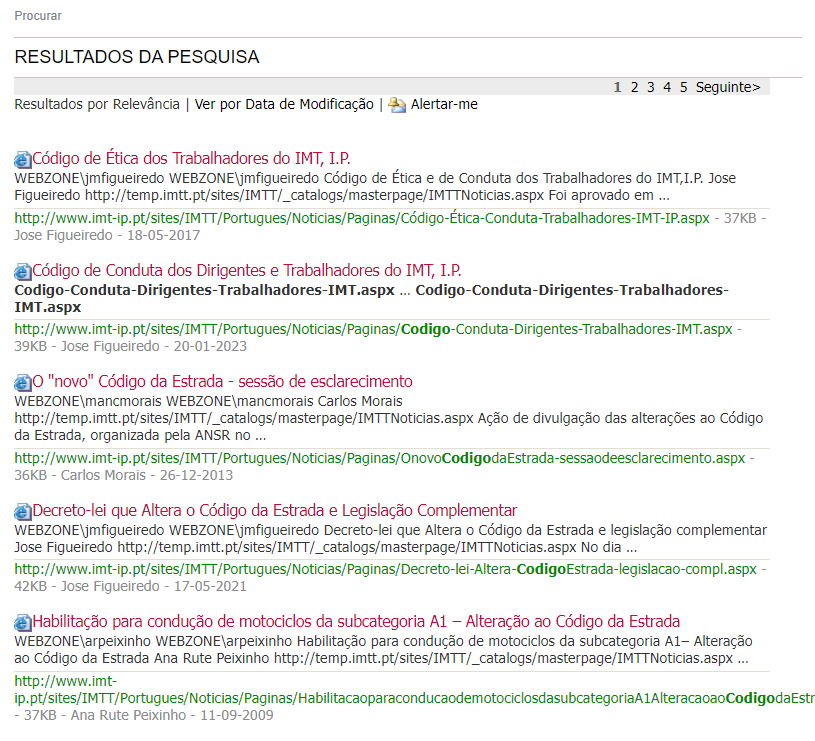 Procurar
RESULTADOS DA PESQUISA
1 2 3 4 5 Seguinte>
Resultados por Relevância | Ver por Data de Modificação | Alertar-me
Código de Ética dos Trabalhadores do IMT, I.P.
WEBZONE\jmfigueiredo WEBZONE\jmfigueiredo Código de Ética e de Conduta dos Trabalhadores do IMT,I.P. Jose
Figueiredo http://temp.imtt.pt/sites/IMTT/_catalogs/masterpage/IMTTNoticias.aspx Foi aprovado em ...
http://www.imt-ip.pt/sites/IMTT/Portugues/Noticias/Paginas/Código-Ética-Conduta-Trabalhadores-IMT-IP.aspx - 37KB -
Jose Figueiredo - 18-05-2017
Código de Conduta dos Dirigentes e Trabalhadores do IMT, I.P.
Codigo-Conduta-Dirigentes-Trabalhadores-IMT.aspx ... Codigo-Conduta-Dirigentes-Trabalhadores-
IMT.aspx
http://www.imt-ip.pt/sites/IMTT/Portugues/Noticias/Paginas/Codigo-Conduta-Dirigentes-Trabalhadores-IMT.aspx -
39KB - Jose Figueiredo - 20-01-2023
O "novo" Código da Estrada - sessão de esclarecimento
WEBZONE\mancmorais WEBZONE\mancmorais Carlos Morais
http://temp.imtt.pt/sites/IMTT/_catalogs/masterpage/IMTTNoticias.aspx Ação de divulgação das alterações ao Código
da Estrada, organizada pela ANSR no ...
http://www.imt-ip.pt/sites/IMTT/Portugues/Noticias/Paginas/OnovoCodigodaEstrada-sessaodeesclarecimento.aspx -
36KB - Carlos Morais - 26-12-2013
Decreto-lei que Altera o Código da Estrada e Legislação Complementar
WEBZONE\jmfigueiredo WEBZONE\jmfigueiredo Decreto-lei que Altera o Código da Estrada e legislação complementar
Jose Figueiredo http://temp.imtt.pt/sites/IMTT/_catalogs/masterpage/IMTTNoticias.aspx No dia ...
http://www.imt-ip.pt/sites/IMTT/Portugues/Noticias/Paginas/Decreto-lei-Altera-CodigoEstrada-legislacao-compl.aspx -
42KB - Jose Figueiredo - 17-05-2021
Habilitação para condução de motociclos da subcategoria A1 – Alteração ao Código da Estrada
WEBZONE\arpeixinho WEBZONE\arpeixinho Habilitação para condução de motociclos da subcategoria A1– Alteração
ao Código da Estrada Ana Rute Peixinho http://temp.imtt.pt/sites/IMTT/_catalogs/masterpage/IMTTNoticias.aspx ...
http://www.imt-
ip.pt/sites/IMTT/Portugues/Noticias/Paginas/HabilitacaoparaconducaodemotociclosdasubcategoriaA1AlteracaoaoCodigodaEstr
- 37KB - Ana Rute Peixinho - 11-09-2009